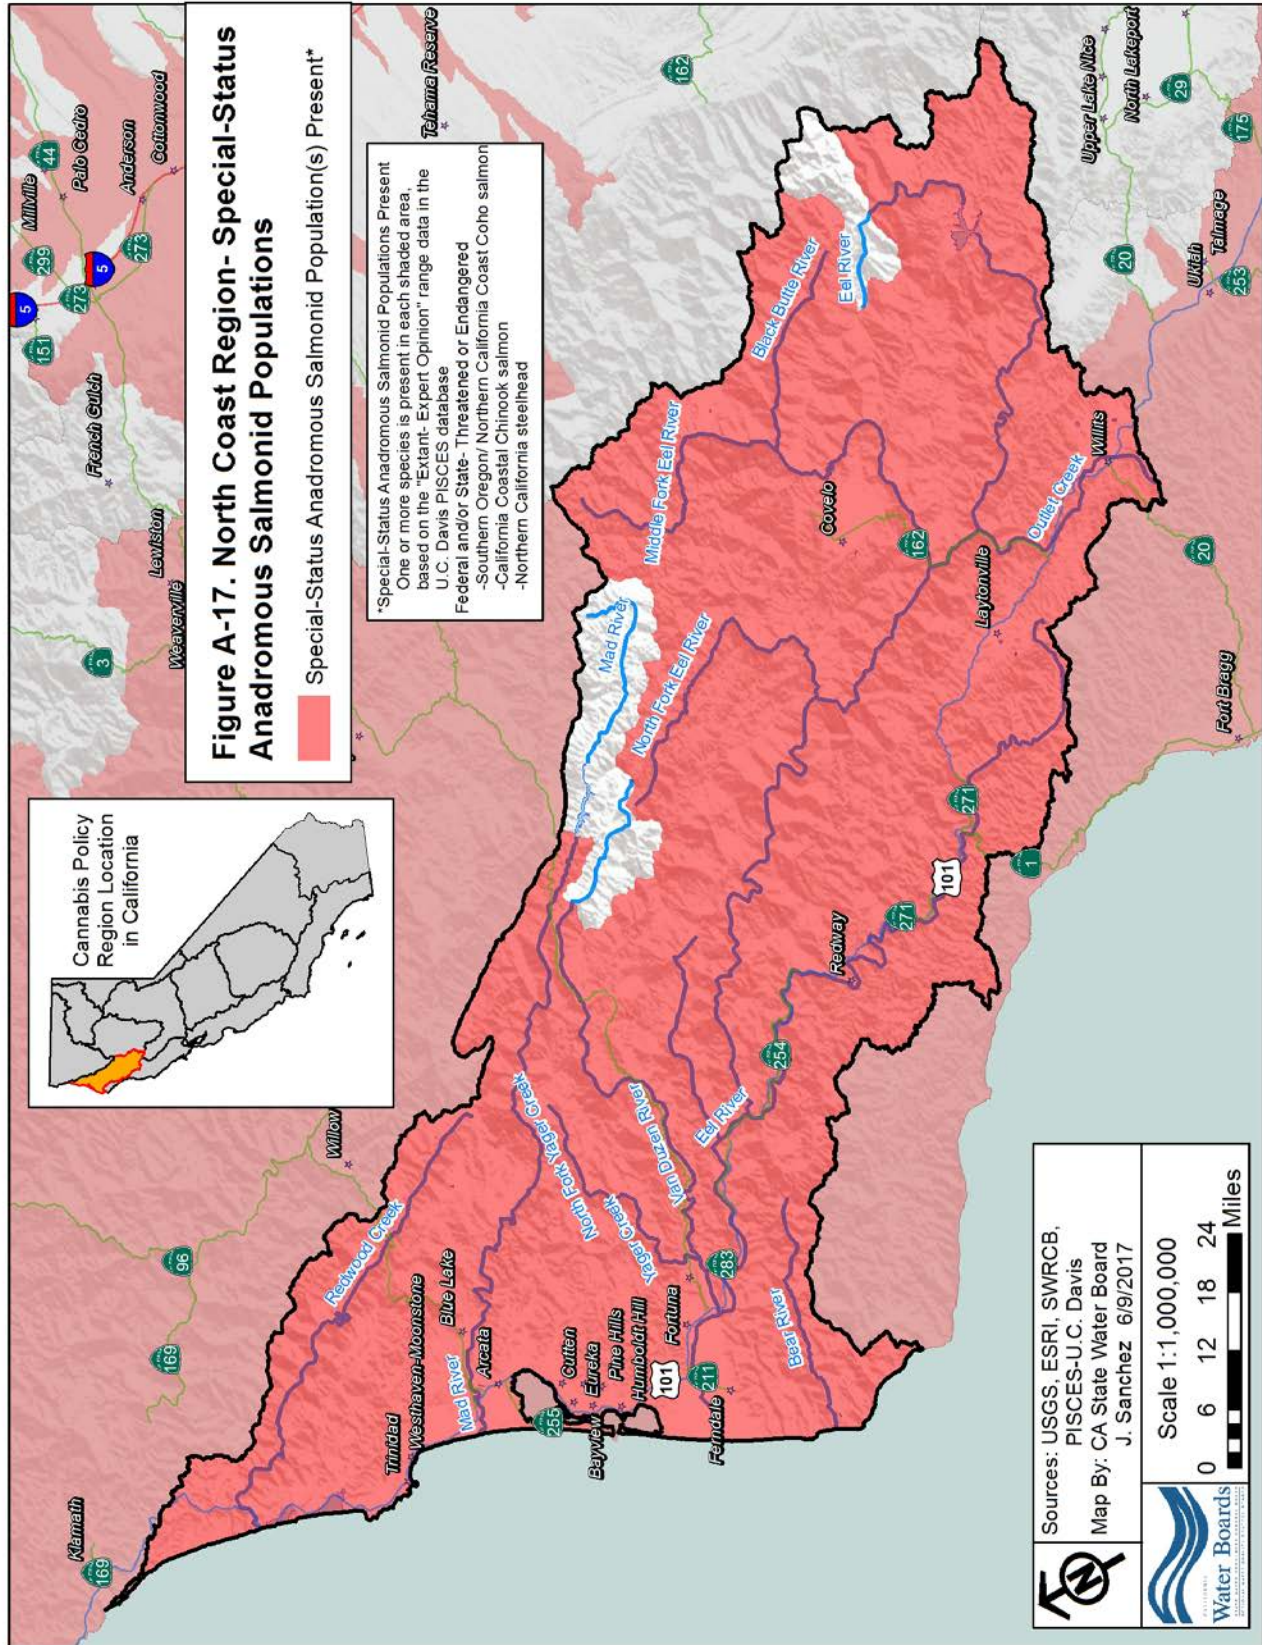 Figure A-17. North Coast Region- Special-Status
Anadromous Salmonid Populations
Special-Status Anadromous Salmonid Population(s) Present*
*Special-Status Anadromous Salmonid Populations Present
One or more species is present in each shaded area,
based on the "Extant- Expert Opinion" range data in the
U.C. Davis PISCES database
Federal and/or State- Threatened or Endangered
-Southern Oregon/ Northern California Coast Coho salmon
-California Coastal Chinook salmon
-Northern California steelhead
Cannabis Policy
Region Location
in California
Klamath
169
169
96
Willow
Trinidad
Westhaven-Moonstone
Blue Lake
Arcata
Mad River
Redwood Creek
255
Cutten
Eureka
Bayview
Pine Hills
Humboldt Hill
101
Fortuna
211
Ferndale
283
Bear River
Yager Creek
North Fork Yager Creek
Van Duzen River
Eel River
254
Redway
271
101
271
1
Mad River
North Fork Eel River
Middle Fork Eel River
Black Butte River
Eel River
Covelo
162
Laytonville
Outlet Creek
Willits
20
Fort Bragg
3
Weaverville
Lewiston
French Gulch
151
5
273
299
Millville
5
273
44
Palo Cedro
Anderson
Cottonwood
Tehama Reserve
162
Upper Lake
Nice
North Lakeport
29
20
175
Ukiah
Talmage
253
N
Sources: USGS, ESRI, SWRCB,
PISCES-U.C. Davis
Map By: CA State Water Board
J. Sanchez 6/9/2017
CALIFORNIA
Water Boards
Scale 1:1,000,000
0 6 12 18 24
Miles